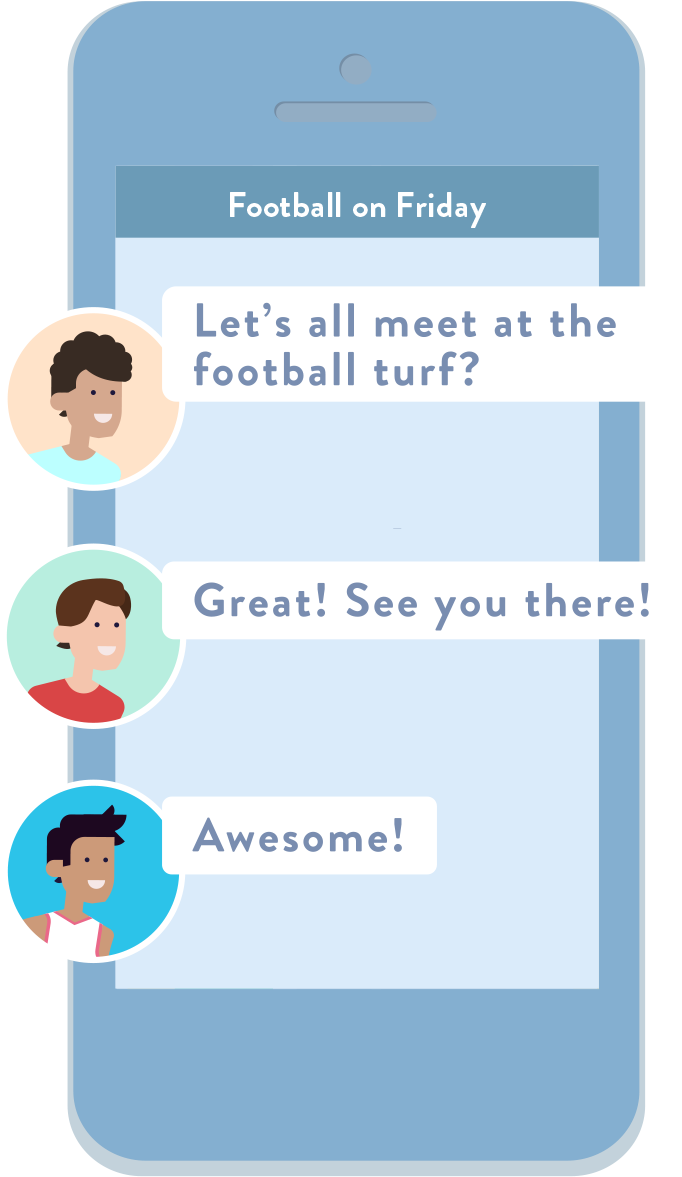 Football on Friday
Let’s all meet at the
football turf?
Great! See you there!
Awesome!